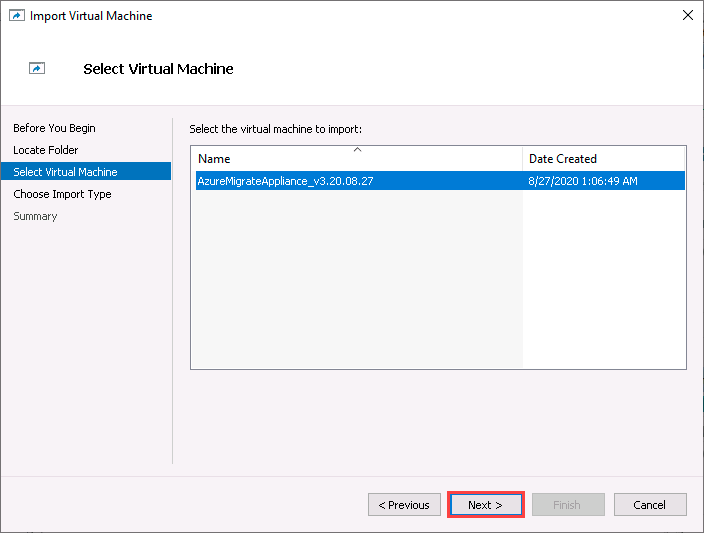 Import Virtual Machine
Select Virtual Machine
Before You Begin
Locate Folder
Select Virtual Machine
Choose Import Type
Summary
Select the virtual machine to import:
Name Date Created
AzureMigrateAppliance_v3.20.08.27 8/27/2020 1:06:49 AM
< Previous Next > Finish Cancel